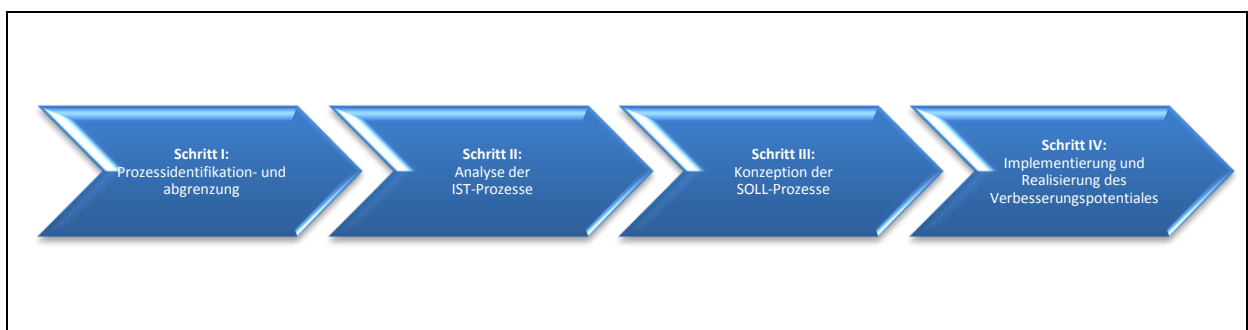 Schritt I:
Prozessidentifikation- und
abgrenzung
Schritt II:
Analyse der
IST-Prozesse
Schritt III:
Konzeption der
SOLL-Prozesse
Schritt IV:
Implementierung und
Realisierung des
Verbesserungspotentiales